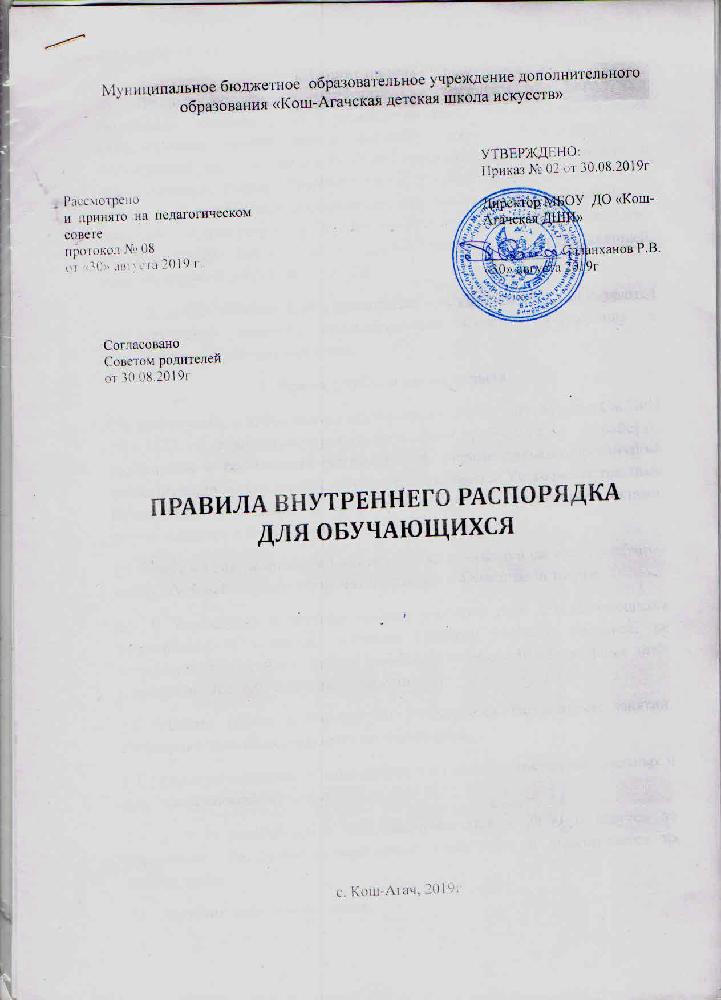 Муниципальное бюджетное образовательное учреждение дополнительного
образования «Кош-Агачская детская школа искусств»
УТВЕРЖДЕНО:
Приказ № 02 от 30.08.2019г
Рассмотрено
и принято на педагогическом
совете
протокол № 08
от «30» августа 2019 г.
Директор МБОУ ДО «Кош-
Агачская ДШИ»
Саланханов Р.В.
«30» августа 2019г
ИНН 0401006754
Согласовано
Советом родителей
от 30.08.2019г
ПРАВИЛА ВНУТРЕННЕГО РАСПОРЯДКА
ДЛЯ ОБУЧАЮЩИХСЯ
с. Кош-Агач, 2019г